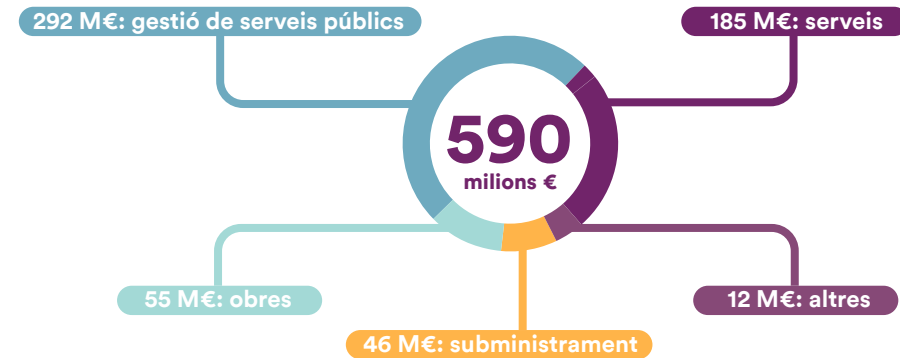 292 M€: gestió de serveis públics
185 M€: serveis
590
milions €
55 M€: obres
12 M€: altres
46 M€: subministrament